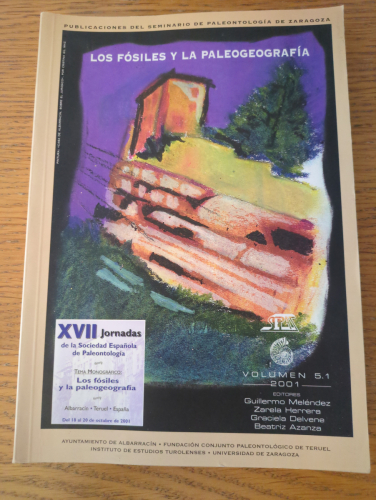 PUBLICACIONES DEL SEMINARIO DE PALEONTOLOGÍA DE ZARAGOZA
LOS FÓSILES Y LA PALEOGEOGRAFÍA
XVII Jornadas
de la Sociedad Española
de Paleontología
TEMA MONOGRÁFICO:
Los fósiles
y la paleogeografía
Albarracín • Teruel • España
Del 18 al 20 de octubre de 2001
VOLUMEN 5.1
2001
EDITORES:
Guillermo Meléndez
Zarela Herrera
Graciela Delvene
Beatriz Azanza
AYUNTAMIENTO DE ALBARRACÍN • FUNDACIÓN CONJUNTO PALEONTOLÓGICO DE TERUEL
INSTITUTO DE ESTUDIOS TUROLENSES • UNIVERSIDAD DE ZARAGOZA